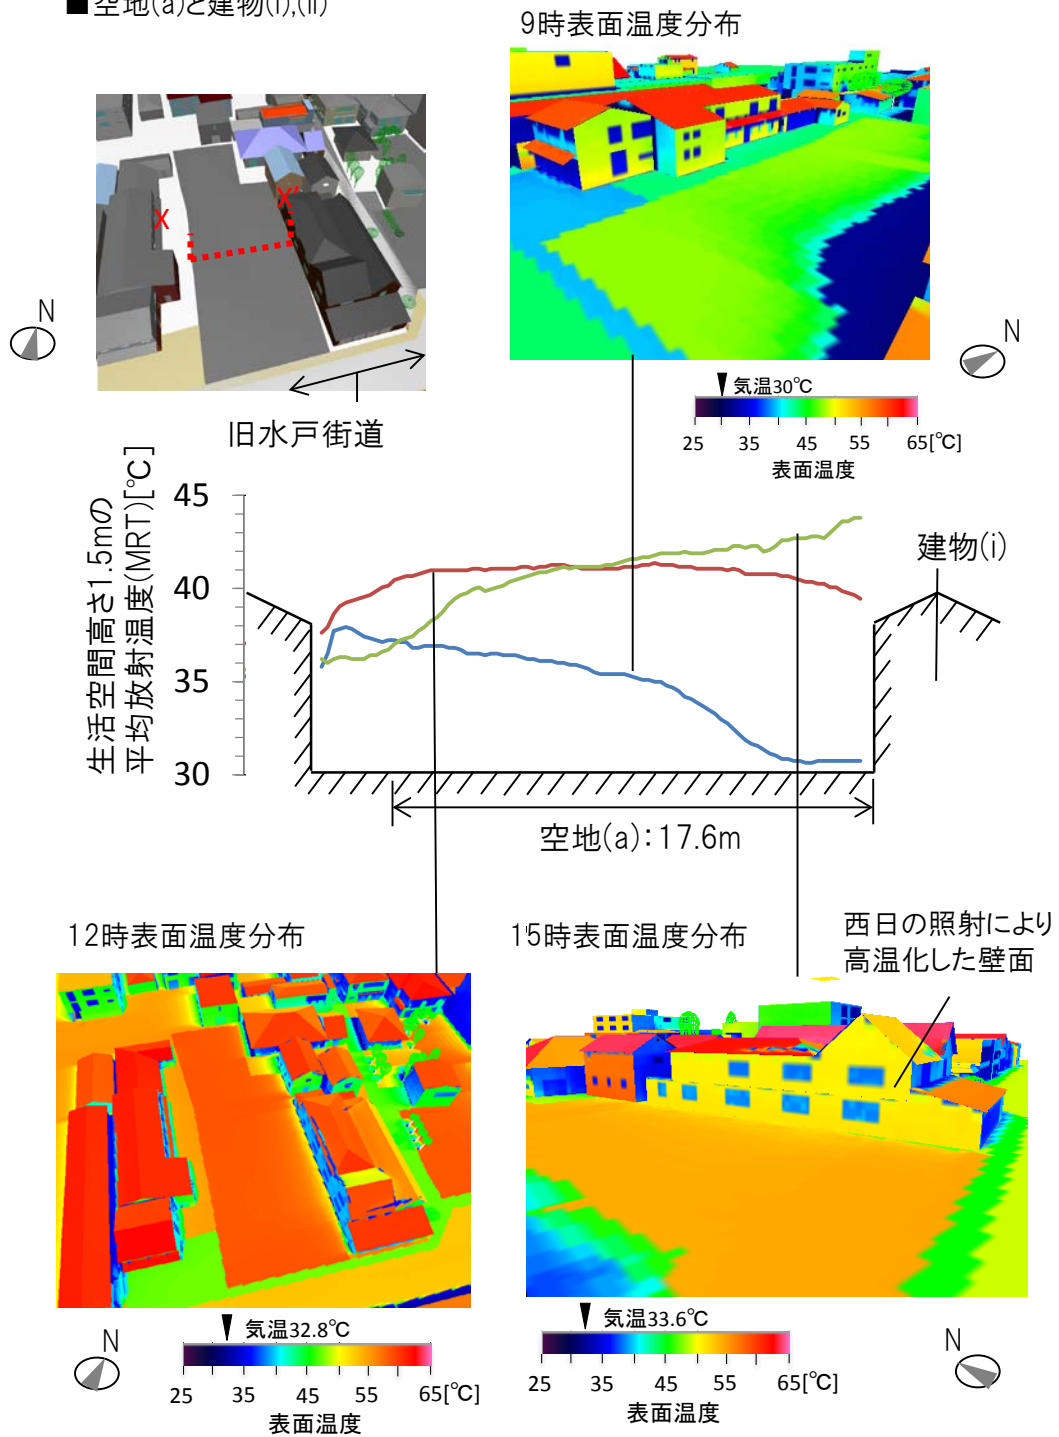 ■空地(a)と建物(i),(ii)
9時表面温度分布
X
X'
N
N
旧水戸街道
気温30℃
25 35 45 55 65[℃]
表面温度
生活空間高さ1.5mの
平均放射温度(MRT)[℃]
45
40
35
30
建物(i)
空地(a):17.6m
12時表面温度分布
15時表面温度分布
西日の照射により
高温化した壁面
N
気温32.8℃
25 35 45 55 65[℃]
表面温度
気温33.6℃
25 35 45 55 65[℃]
表面温度
N